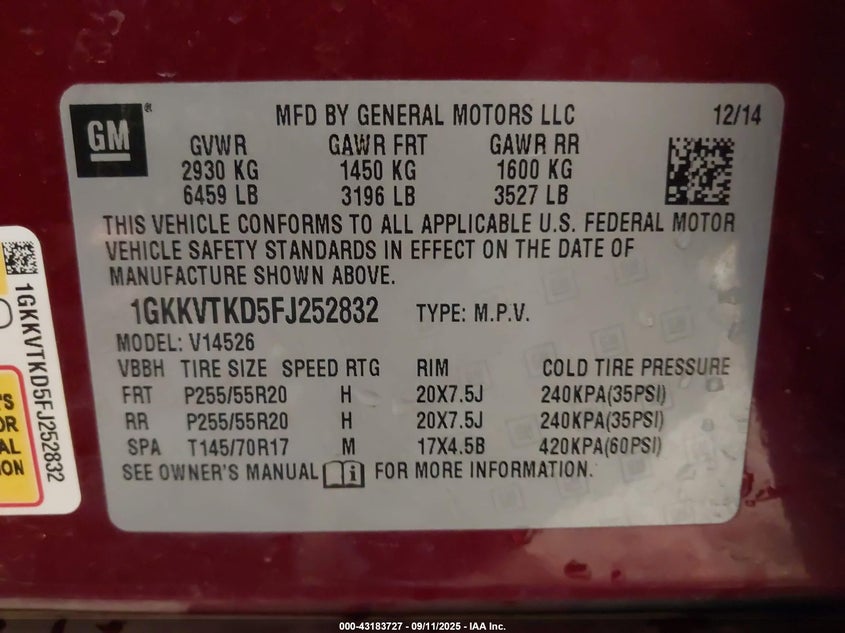 GM
MFD BY GENERAL MOTORS LLC 12/14
GVWR GAWR FRT GAWR RR
2930 KG 1450 KG 1600 KG
6459 LB 3196 LB 3527 LB
THIS VEHICLE CONFORMS TO ALL APPLICABLE U.S. FEDERAL MOTOR
VEHICLE SAFETY STANDARDS IN EFFECT ON THE DATE OF
MANUFACTURE SHOWN ABOVE.
1GKKVTKD5FJ252832 TYPE: M.P.V.
MODEL: V14526
VBBH TIRE SIZE SPEED RTG RIM COLD TIRE PRESSURE
FRT P255/55R20 H 20X7.5J 240KPA(35PSI)
RR P255/55R20 H 20X7.5J 240KPA(35PSI)
SPA T145/70R17 M 17X4.5B 420KPA(60PSI)
SEE OWNER'S MANUAL i FOR MORE INFORMATION.
1GKKVTKD5FJ252832
000-43183727 - 09/11/2025 - IAA Inc.